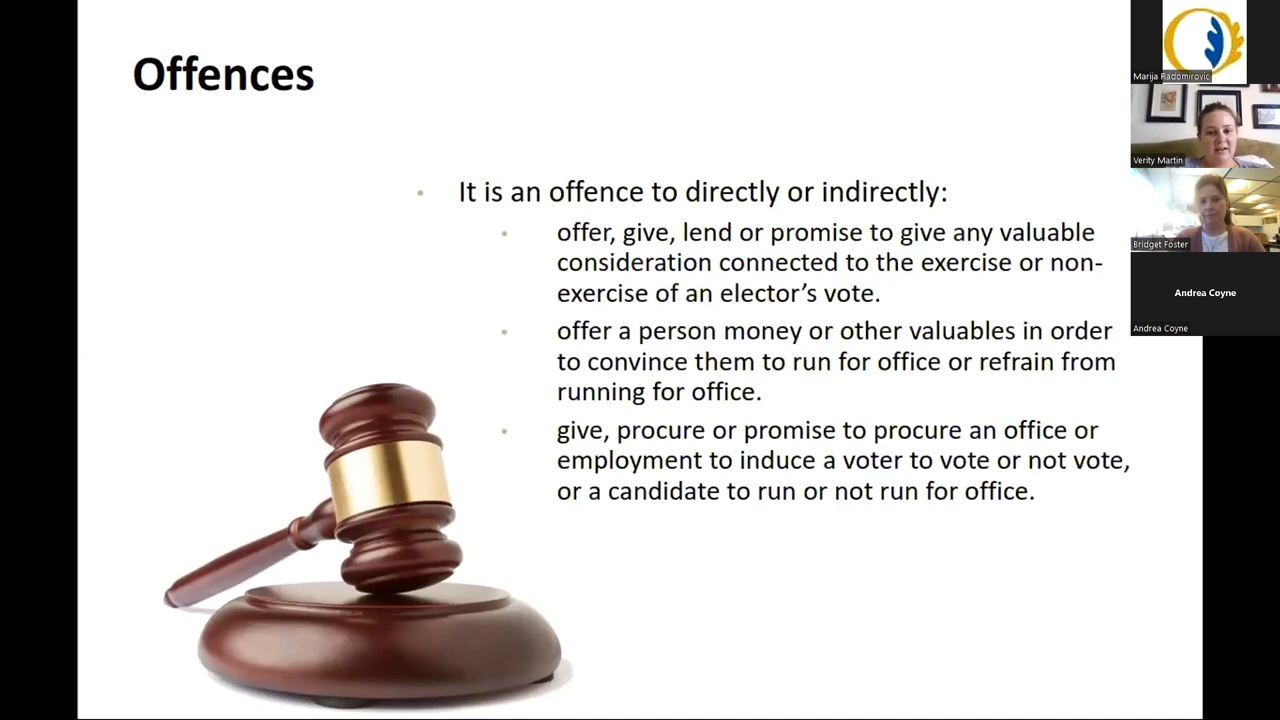 Offences
• It is an offence to directly or indirectly:
• offer, give, lend or promise to give any valuable
consideration connected to the exercise or non-
exercise of an elector’s vote.
• offer a person money or other valuables in order
to convince them to run for office or refrain from
running for office.
• give, procure or promise to procure an office or
employment to induce a voter to vote or not vote,
or a candidate to run or not run for office.
Marija Radomirovic
Verity Martin
Bridget Foster
Andrea Coyne
Andrea Coyne